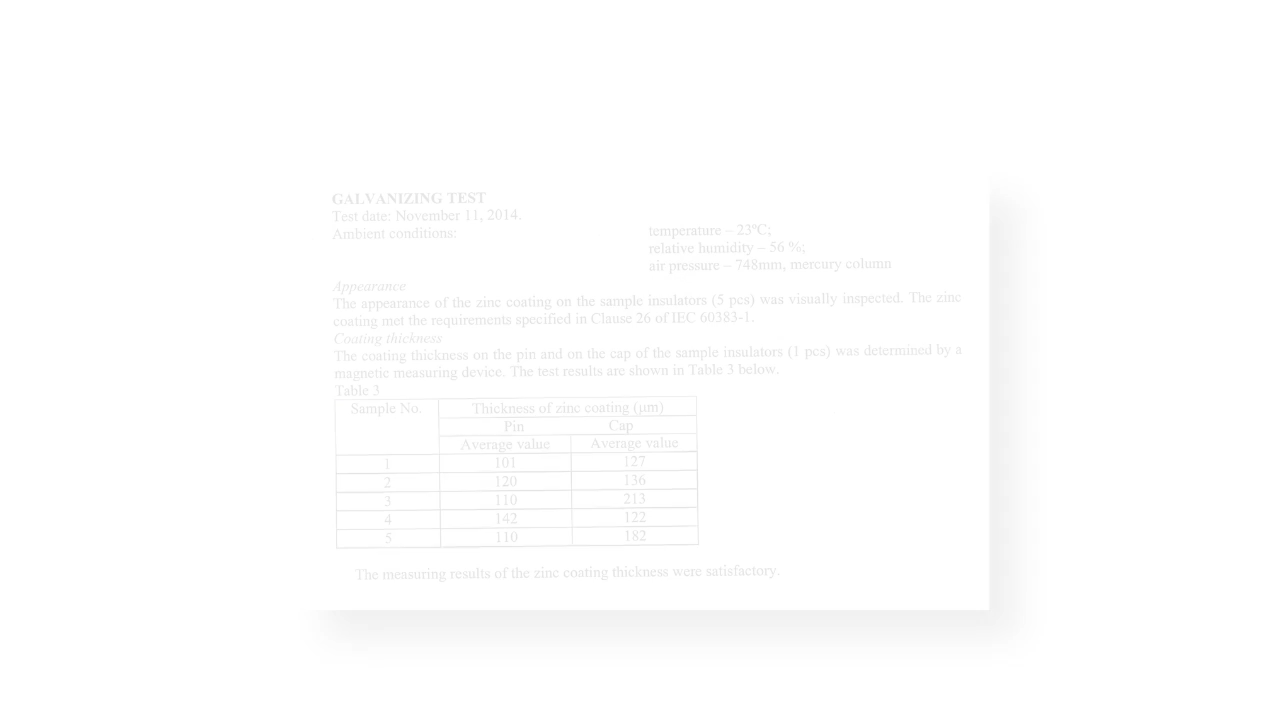 GALVANIZING TEST
Test date: November 11, 2014.
Ambient conditions:
temperature – 23ºC;
relative humidity – 56 %;
air pressure – 748mm, mercury column
Appearance
The appearance of the zinc coating on the sample insulators (5 pcs) was visually inspected. The zinc
coating met the requirements specified in Clause 26 of IEC 60383-1.
Coating thickness
The coating thickness on the pin and on the cap of the sample insulators (1 pcs) was determined by a
magnetic measuring device. The test results are shown in Table 3 below.
Table 3
Sample No. Thickness of zinc coating (μm)
Pin Cap
Average value Average value
1 101 127
2 120 136
3 110 213
4 142 122
5 110 182
The measuring results of the zinc coating thickness were satisfactory.